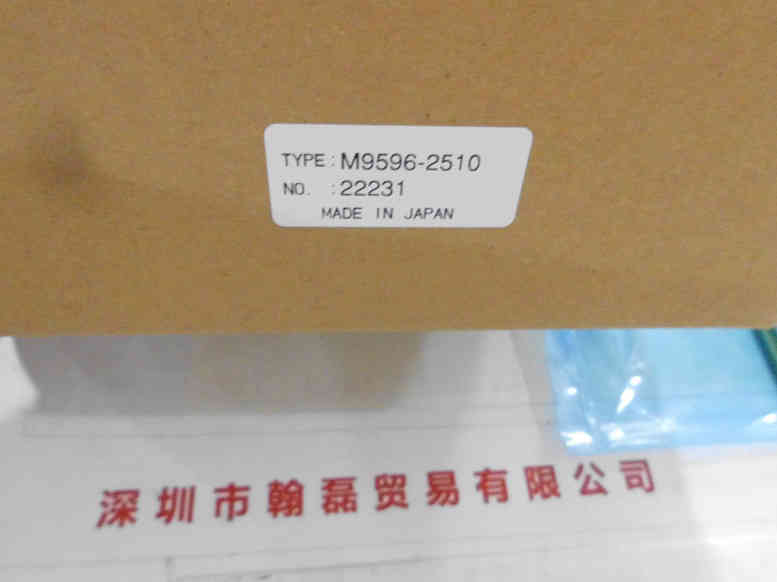 TYPE : M9596-2510
NO. : 22231
MADE IN JAPAN
深圳市翰磊贸易有限公司